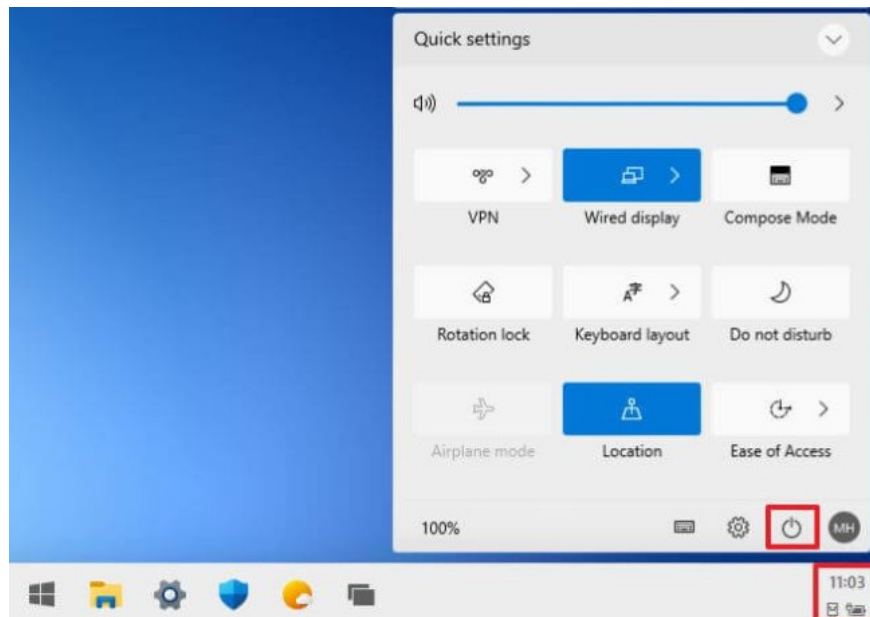 Quick settings
VPN
Wired display
Compose Mode
Rotation lock
Keyboard layout
Do not disturb
Airplane mode
Location
Ease of Access
100%
MH
11:03